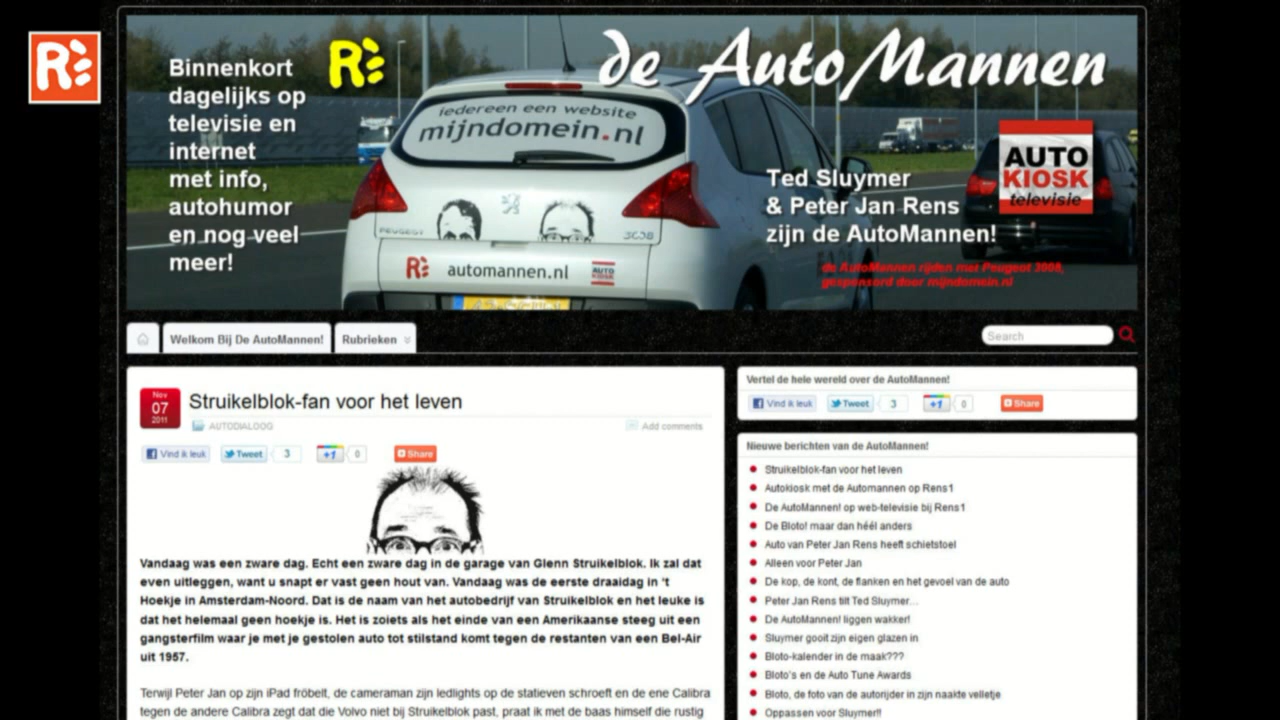 R
Binnenkort
dagelijks op
televisie en
internet
met info,
autohumor
en nog veel
meer!
R
de AutoMannen
iedereen een website
mijndomein.nl
PEUGEOT
3008
R
automannen.nl
AUTO
KIOSK
Ted Sluymer
& Peter Jan Rens
zijn de AutoMannen!
AUTO
KIOSK
televisie
de AutoMannen rijden met Peugeot 3008,
gesponsord door mijndomein.nl
Welkom Bij De AutoMannen!
Rubrieken
Search
Nov
07
2011
Struikelblok-fan voor het leven
AUTODIALOOG
Add comments
Vind ik leuk
Tweet
3
+1
0
Share
Vandaag was een zware dag. Echt een zware dag in de garage van Glenn Struikelblok. Ik zal dat
even uitleggen, want u snapt er vast geen hout van. Vandaag was de eerste draaidag in ‘t
Hoekje in Amsterdam-Noord. Dat is de naam van het autobedrijf van Struikelblok en het leuke is
dat het helemaal geen hoekje is. Het is zoiets als het einde van een Amerikaanse steeg uit een
gangsterfilm waar je met je gestolen auto tot stilstand komt tegen de restanten van een Bel-Air
uit 1957.
Terwijl Peter Jan op zijn iPad fröbelt, de cameraman zijn ledlights op de statieven schroeft en de ene Calibra
tegen de andere Calibra zegt dat die Volvo niet bij Struikelblok past, praat ik met de baas himself die rustig
Vertel de hele wereld over de AutoMannen!
Vind ik leuk
Tweet
3
+1
0
Share
Nieuwe berichten van de AutoMannen!
Struikelblok-fan voor het leven
Autokiosk met de Automannen op Rens1
De AutoMannen! op web-televisie bij Rens1
De Bloto! maar dan héél anders
Auto van Peter Jan Rens heeft schietstoel
Alleen voor Peter Jan
De kop, de kont, de flanken en het gevoel van de auto
Peter Jan Rens tilt Ted Sluymer…
De AutoMannen! liggen wakker!
Sluymer gooit zijn eigen glazen in
Bloto-kalender in de maak???
Bloto's en de Auto Tune Awards
Bloto, de foto van de autorijder in zijn naakte velletje
Oppassen voor Sluymer!!